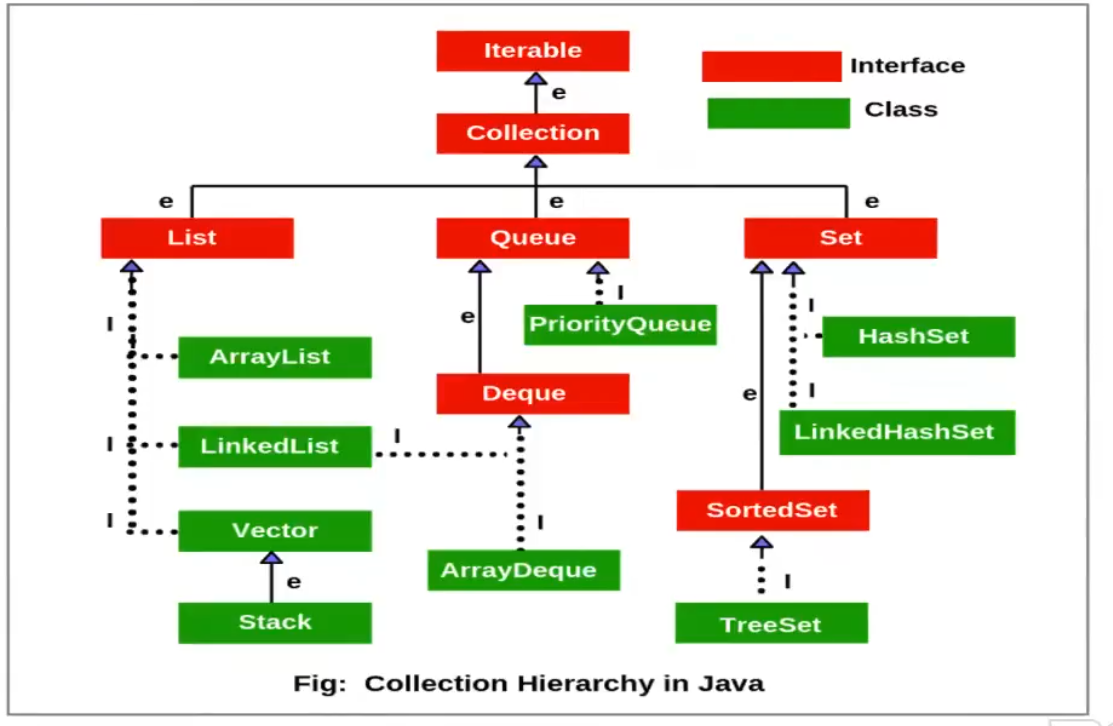 Iterable
Interface
e
Class
Collection
e
e
e
List
Queue
Set
I
e
I
PriorityQueue
I
HashSet
ArrayList
Deque
e
I
LinkedHashSet
I
LinkedList
I
SortedSet
I
Vector
I
ArrayDeque
e
I
Stack
TreeSet
Fig: Collection Hierarchy in Java